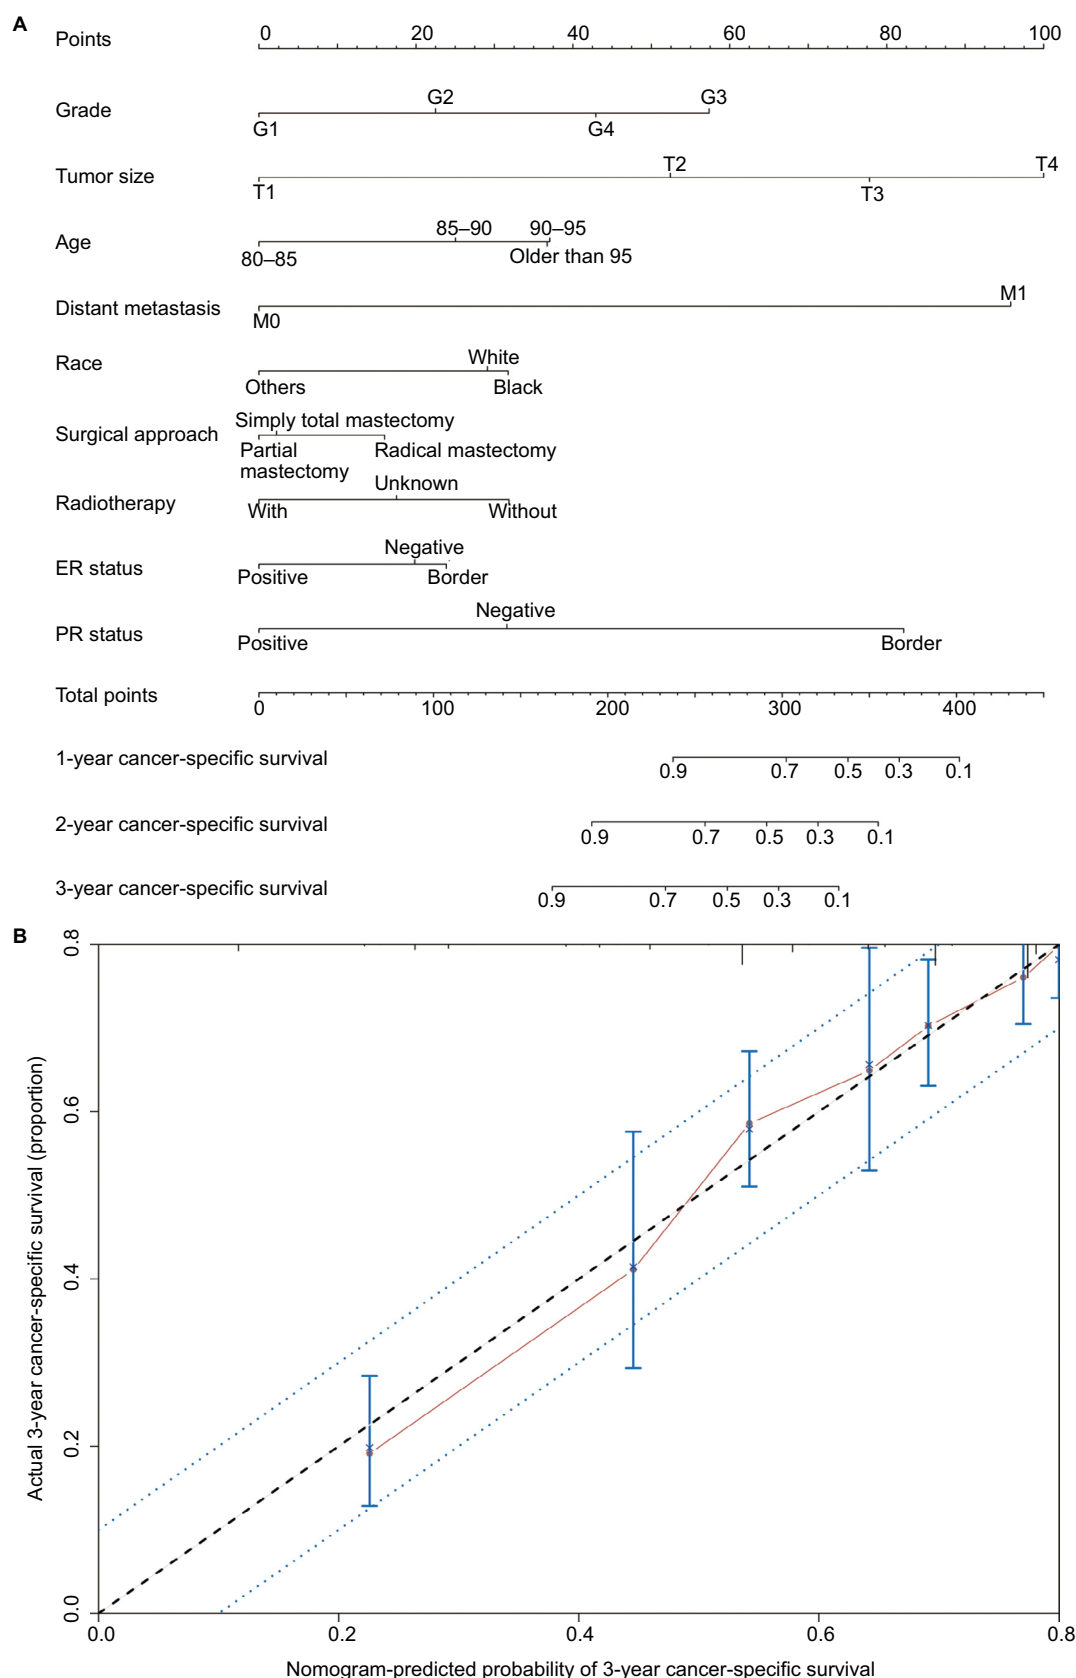 A
Points
0 20 40 60 80 100
G2 G3
Grade
G1 G4
T2 T4
Tumor size
T1 T3
85–90 90–95
Age
80–85 Older than 95
M1
Distant metastasis
M0
White
Race
Others Black
Simply total mastectomy
Surgical approach
Partial Radical mastectomy
mastectomy
Unknown
Radiotherapy
With Without
Negative
ER status
Positive Border
Negative
PR status
Positive Border
Total points
0 100 200 300 400
1-year cancer-specific survival
0.9 0.7 0.5 0.3 0.1
2-year cancer-specific survival
0.9 0.7 0.5 0.3 0.1
3-year cancer-specific survival
0.9 0.7 0.5 0.3 0.1
B
Actual 3-year cancer-specific survival (proportion)
0.8
0.6
0.4
0.2
0.0
0.0 0.2 0.4 0.6 0.8
Nomogram-predicted probability of 3-year cancer-specific survival